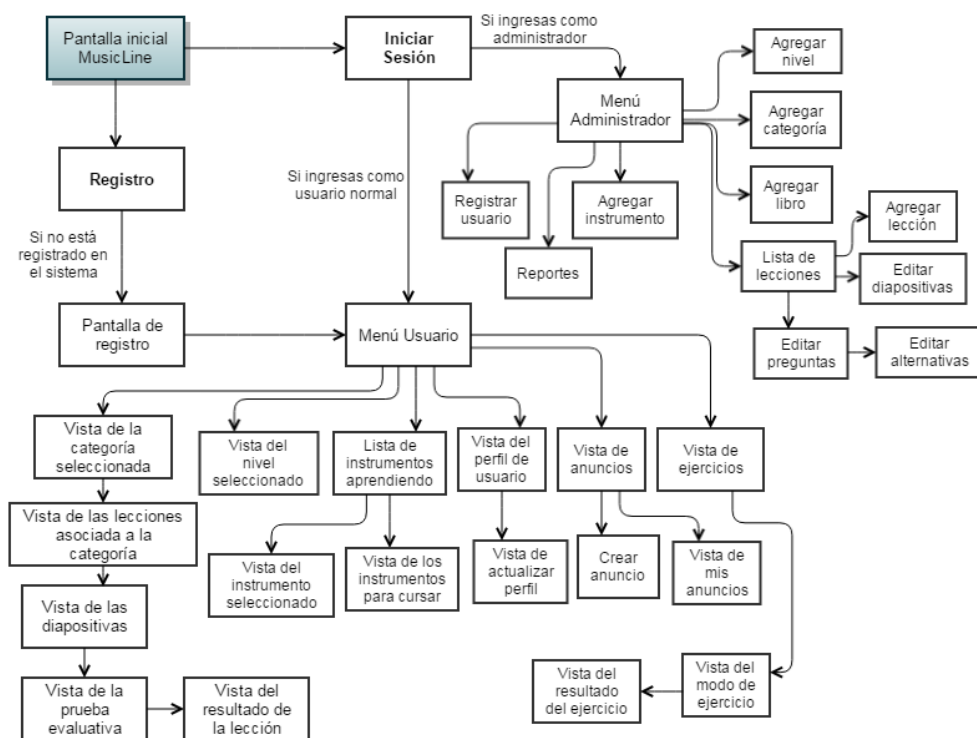 Pantalla inicial
MusicLine
Iniciar
Sesión
Si ingresas como
administrador
Agregar
nivel
Menú
Administrador
Agregar
categoría
Registro
Si ingresas como
usuario normal
Registrar
usuario
Agregar
instrumento
Agregar
libro
Agregar
lección
Si no está
registrado en
el sistema
Reportes
Lista de
lecciones
Editar
diapositivas
Pantalla de
registro
Menú Usuario
Editar
preguntas
Editar
alternativas
Vista de la
categoría
seleccionada
Vista del
nivel
seleccionado
Lista de
instrumentos
aprendiendo
Vista del
perfil de
usuario
Vista de
anuncios
Vista de
ejercicios
Vista de las lecciones
asociada a la
categoría
Vista del
instrumento
seleccionado
Vista de los
instrumentos
para cursar
Vista de
actualizar
perfil
Crear
anuncio
Vista de
mis
anuncios
Vista de las
diapositivas
Vista de la
prueba
evaluativa
Vista del
resultado de
la lección
Vista del
resultado
del ejercicio
Vista del
modo de
ejercicio